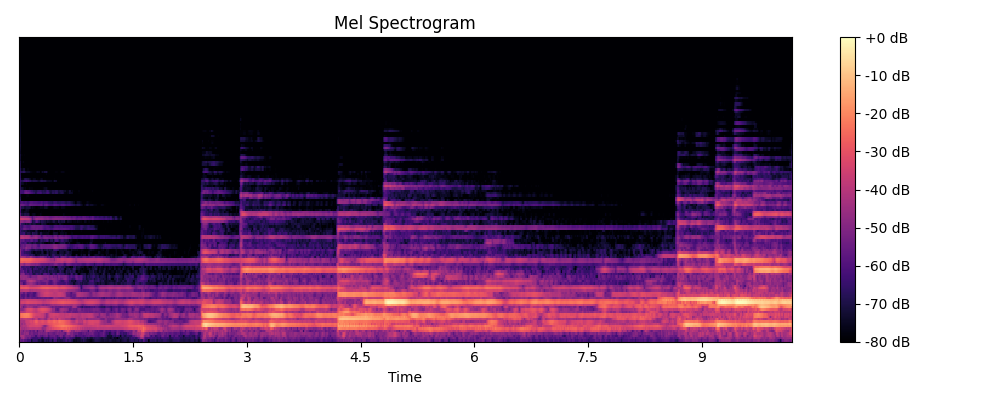 Mel Spectrogram
+0 dB
-10 dB
-20 dB
-30 dB
-40 dB
-50 dB
-60 dB
-70 dB
-80 dB
0 1.5 3 4.5 6 7.5 9
Time